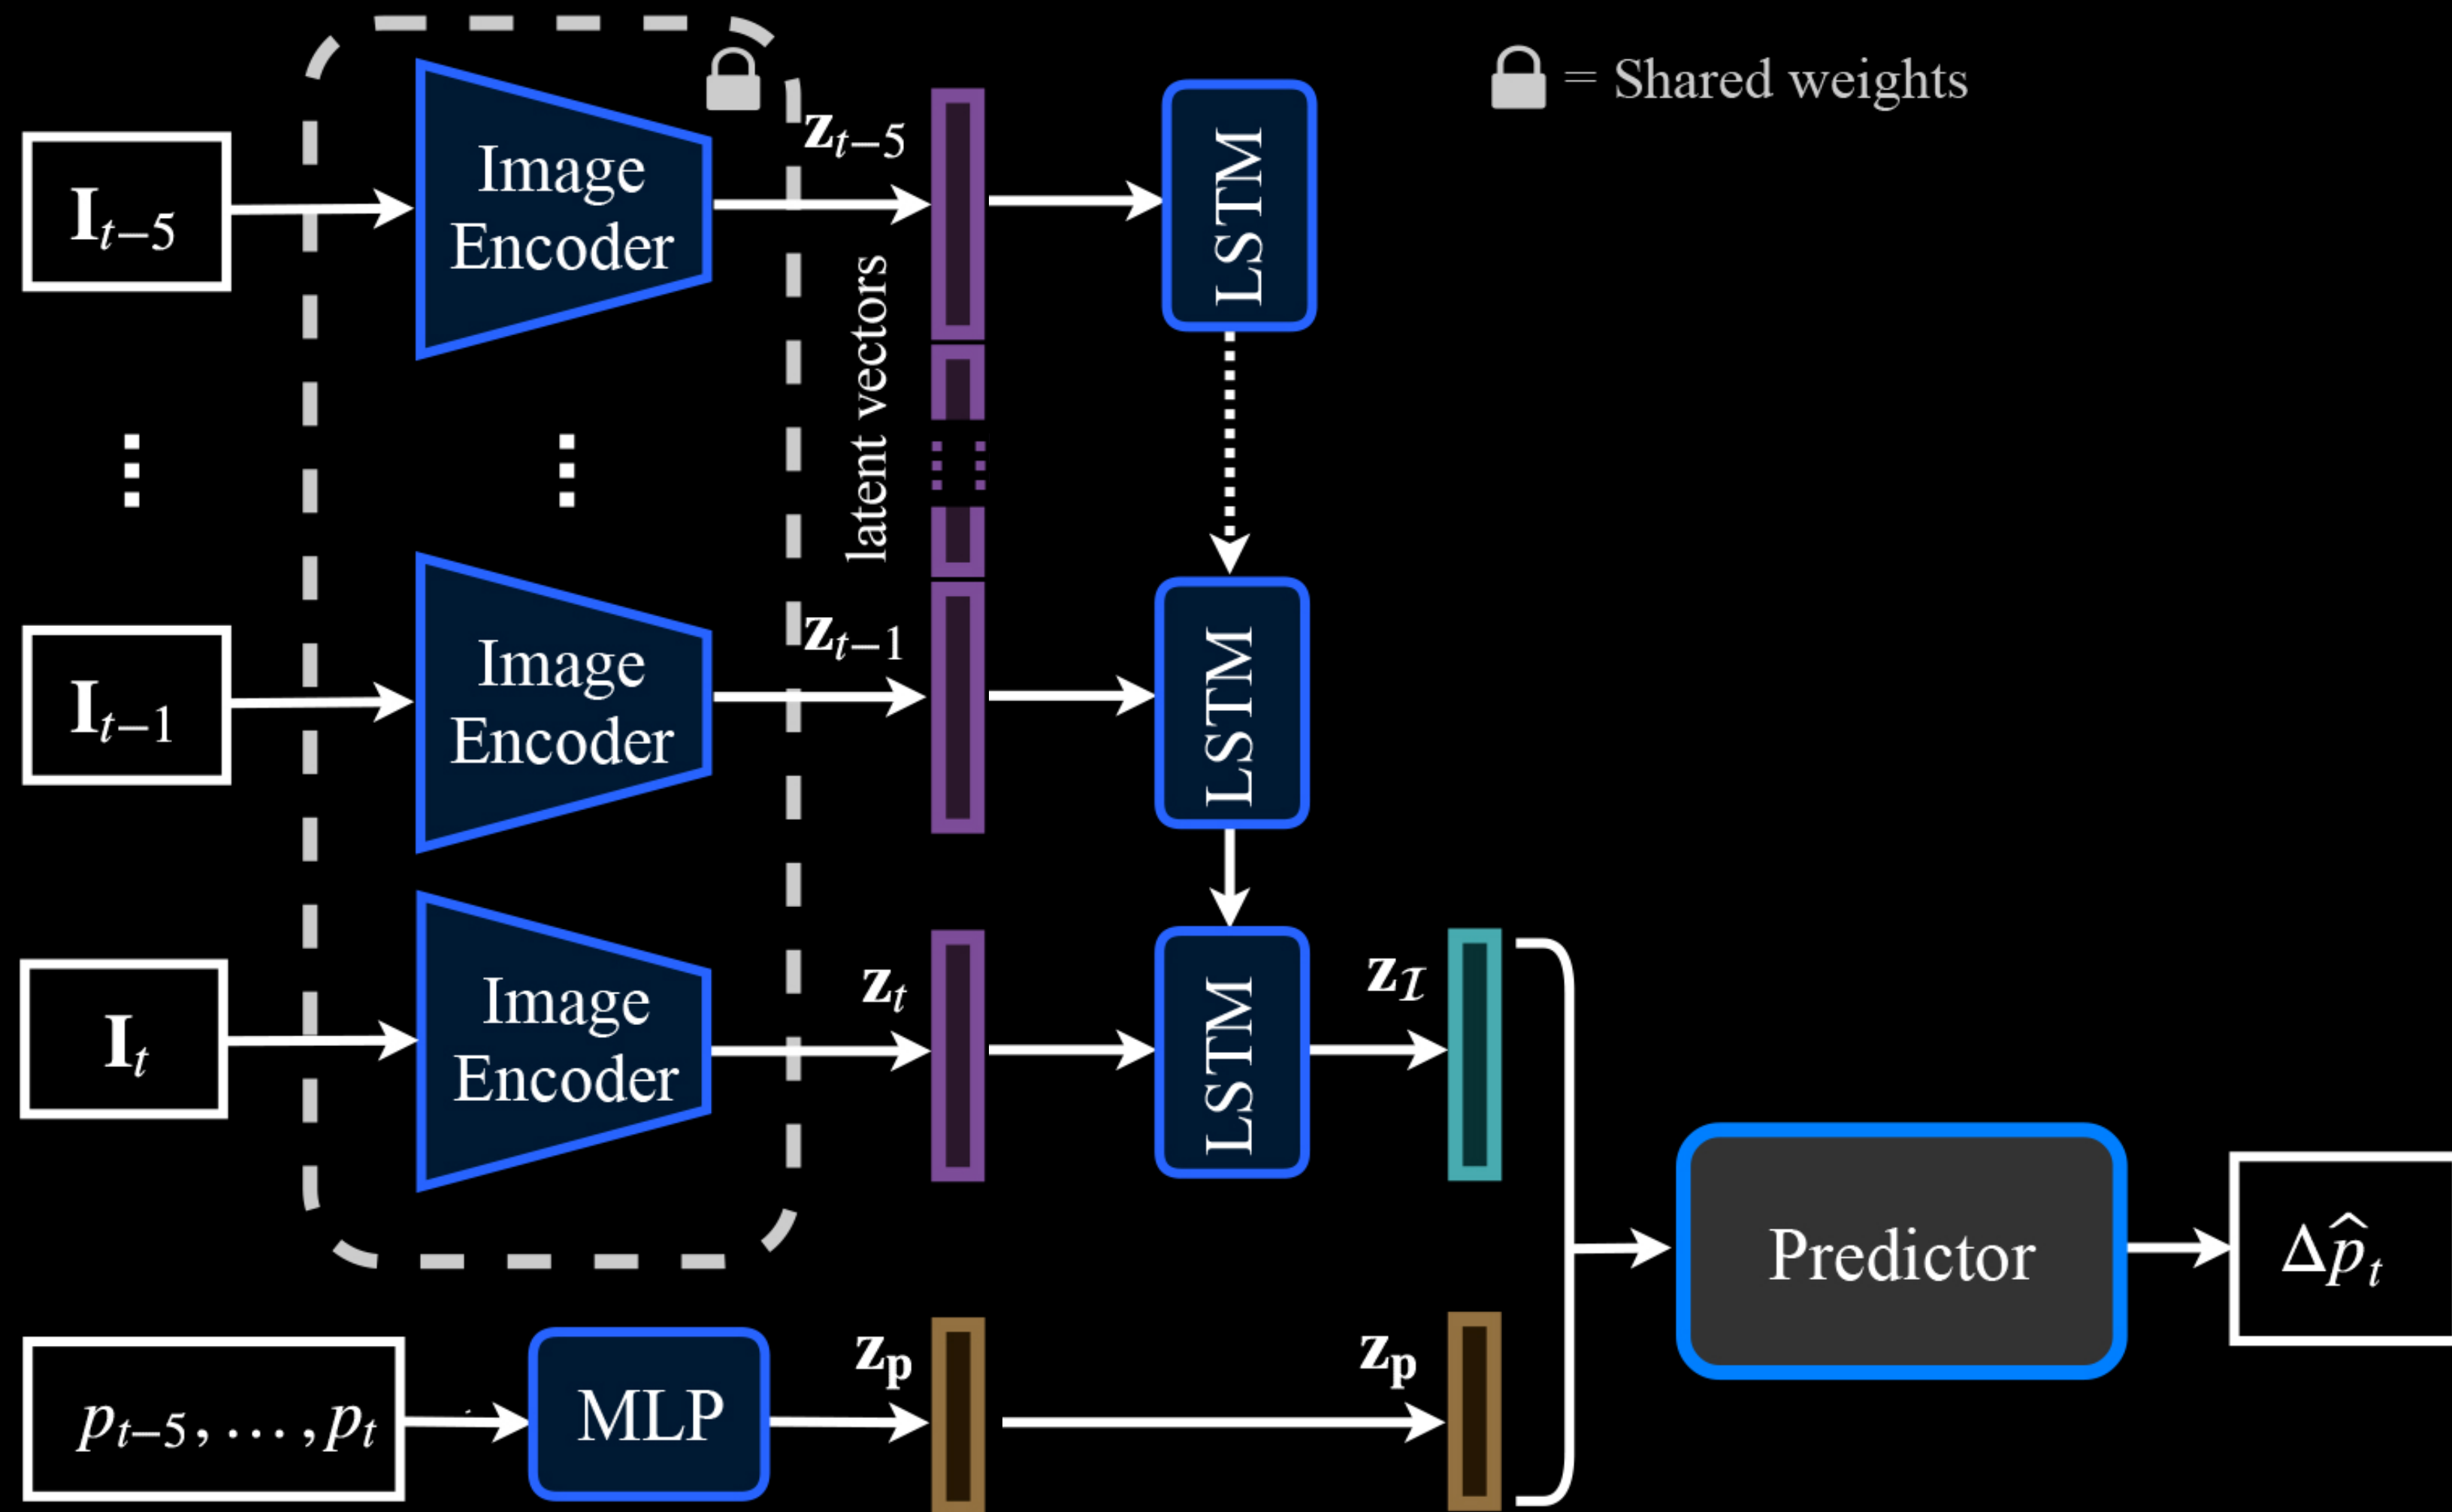 = Shared weights
I_{t−5}
Image
Encoder
z_{t−5}
LSTM
latent vectors
I_{t−1}
Image
Encoder
z_{t−1}
LSTM
I_t
Image
Encoder
z_t
LSTM
z_ℐ
p_{t−5}, ..., p_t
MLP
z_p
z_p
Predictor
Δp̂_t